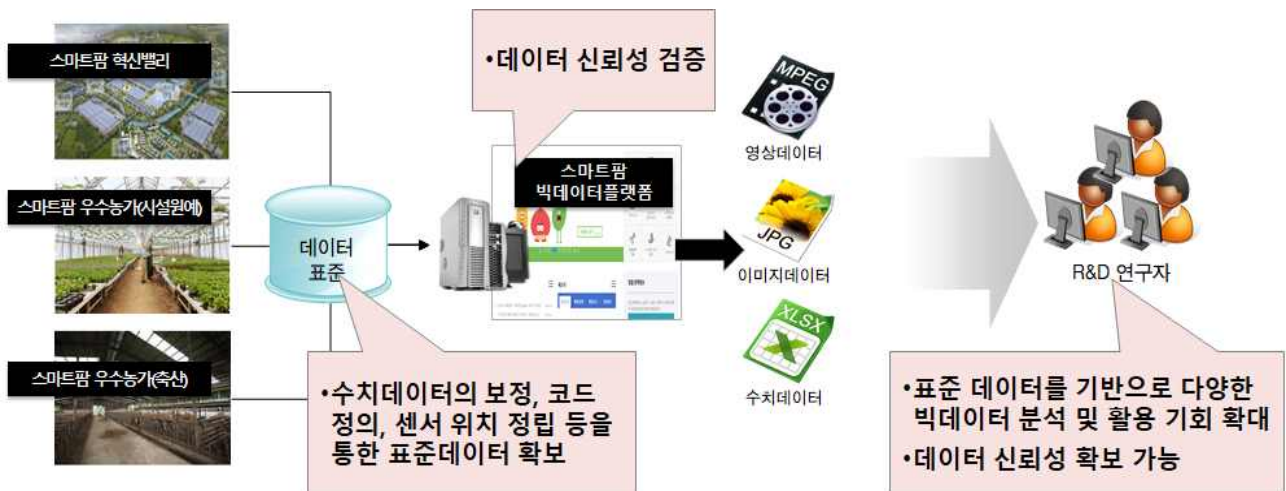 스마트팜 혁신밸리
스마트팜 우수농가(시설원예)
스마트팜 우수농가(축산)
데이터
표준
•수치데이터의 보정, 코드
정의, 센서 위치 정립 등을
통한 표준데이터 확보
•데이터 신뢰성 검증
스마트팜
빅데이터플랫폼
MPEG
영상데이터
JPG
이미지데이터
XLSX
수치데이터
R&D 연구자
•표준 데이터를 기반으로 다양한
빅데이터 분석 및 활용 기회 확대
•데이터 신뢰성 확보 가능